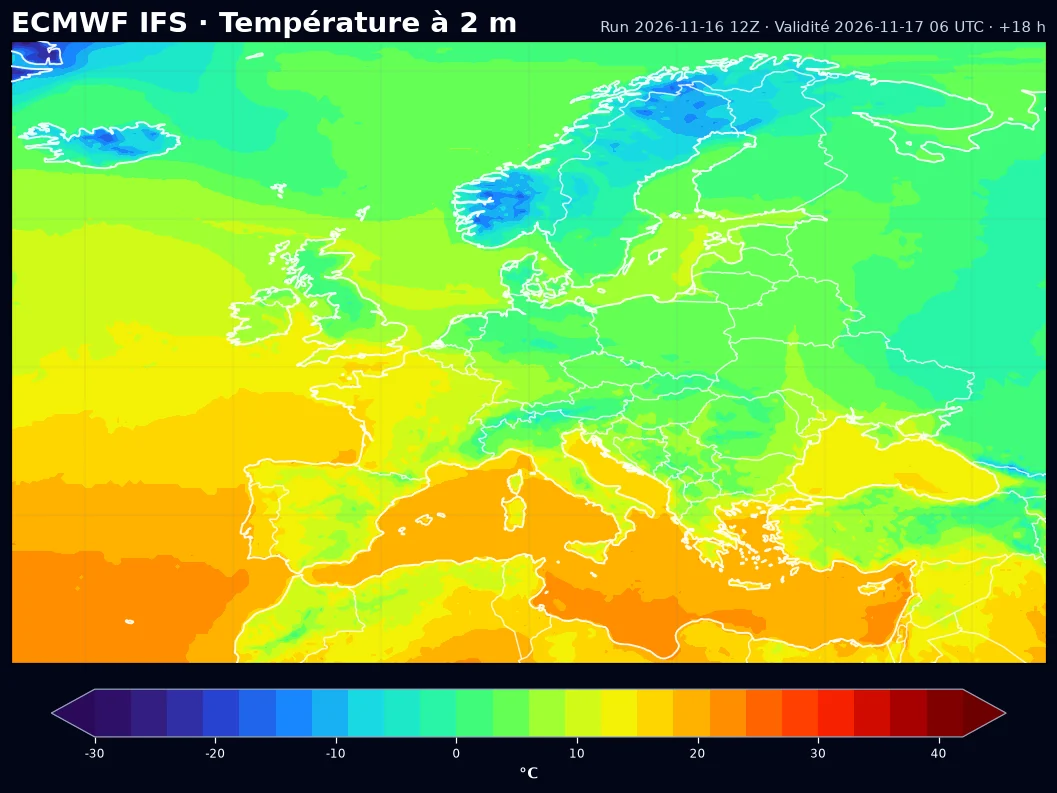 ECMWF IFS · Température à 2 m
Run 2026-11-16 12Z · Validité 2026-11-17 06 UTC · +18 h
-30 -20 -10 0 10 20 30 40
°C